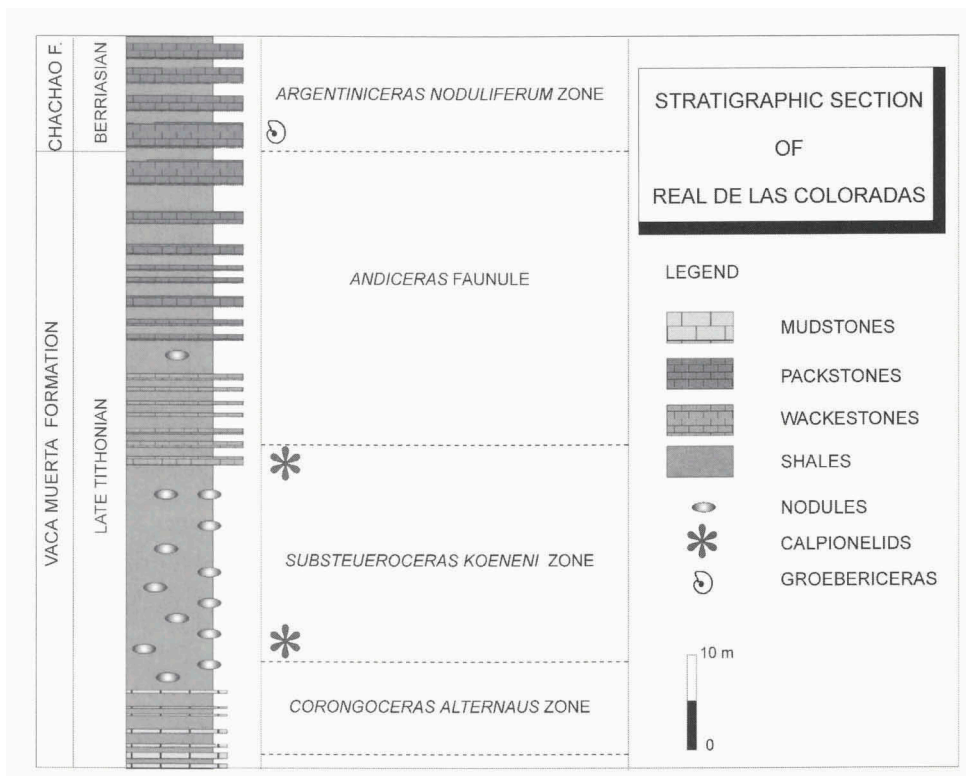 CHACHAO F.
BERRIASIAN
VACA MUERTA FORMATION
LATE TITHONIAN
ARGENTINICERAS NODULIFERUM ZONE
ANDICERAS FAUNULE
SUBSTEUEROCERAS KOENENI ZONE
CORONGOCERAS ALTERNAUS ZONE
STRATIGRAPHIC SECTION
OF
REAL DE LAS COLORADAS
LEGEND
MUDSTONES
PACKSTONES
WACKESTONES
SHALES
NODULES
CALPIONELIDS
GROEBERICERAS
10 m
0